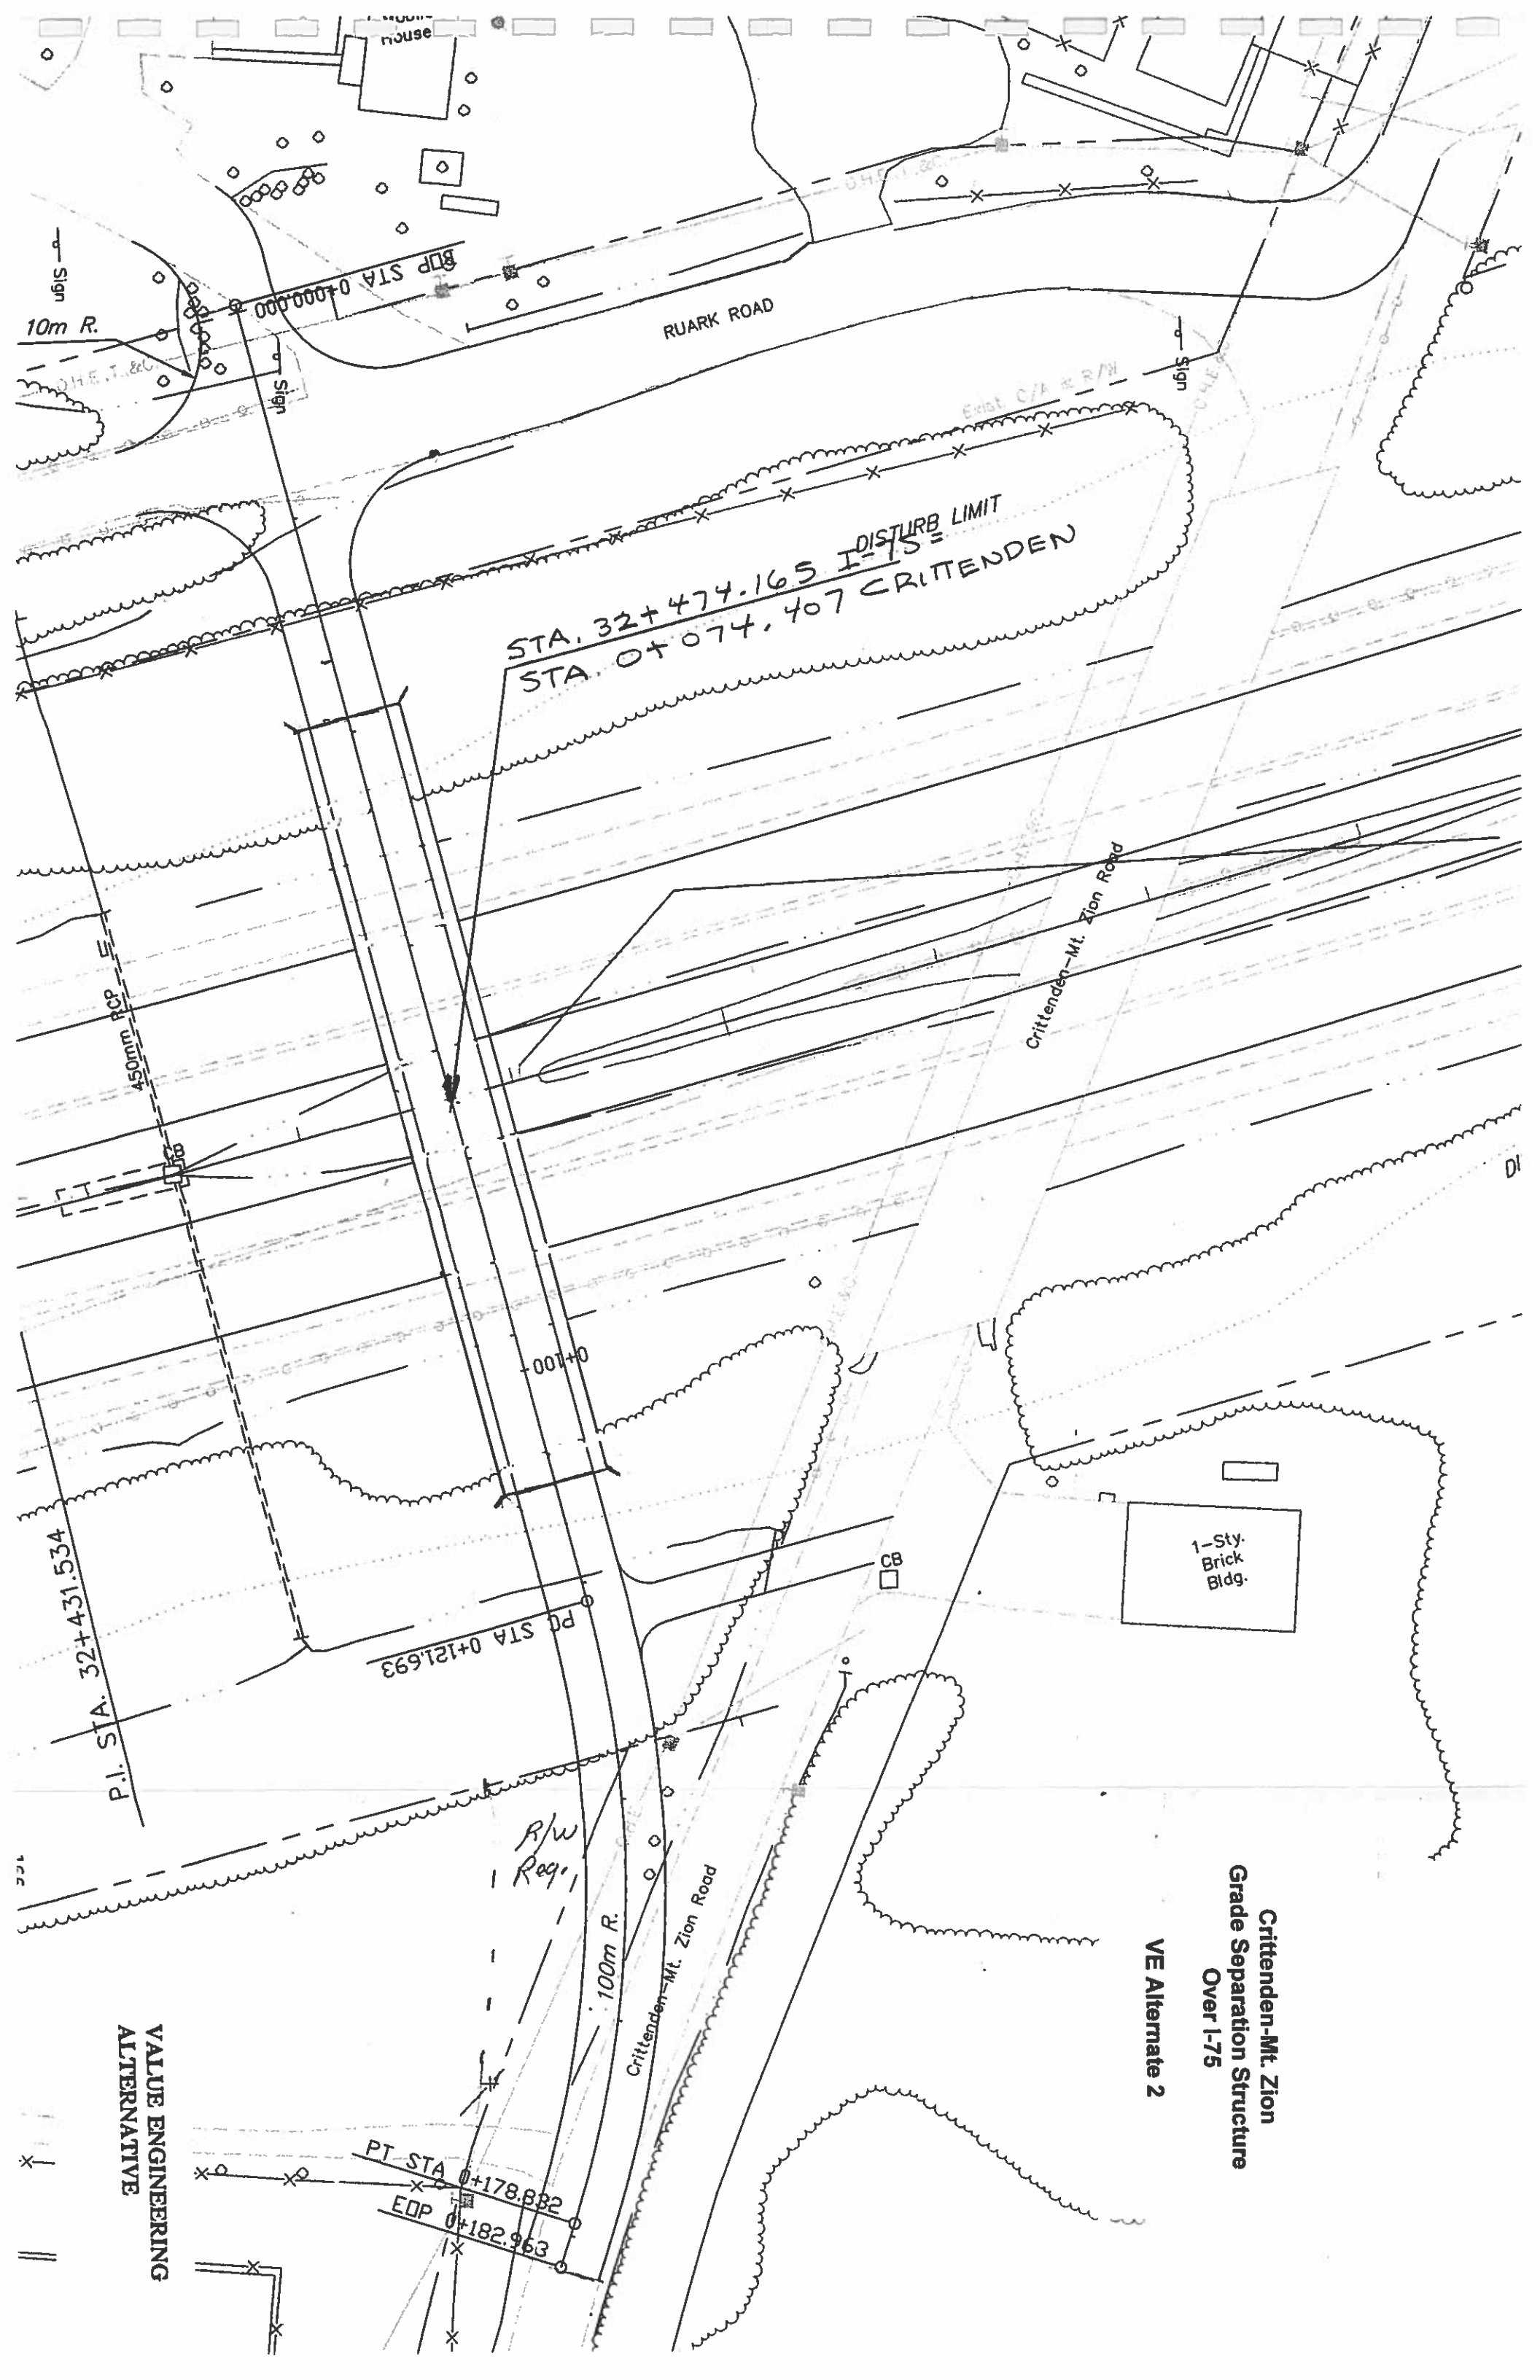 House
Sign
10m R.
BOP STA 0+000.000
RUARK ROAD
Sign
Sign
O.H.E.T.&C.
Exist. C/A & R/W
DISTURB LIMIT
STA. 32+474.165 I-75=
STA. 0+074.407 CRITTENDEN
Crittenden-Mt. Zion Road
450mm RCP
CB
0+100
P.I. STA. 32+431.534
PC STA 0+121.693
CB
1-Sty.
Brick
Bldg.
R/W
Req.
100m R.
Crittenden-Mt. Zion Road
PT STA 0+178.832
EOP 0+182.963
Crittenden-Mt. Zion
Grade Separation Structure
Over I-75
VE Alternate 2
VALUE ENGINEERING
ALTERNATIVE